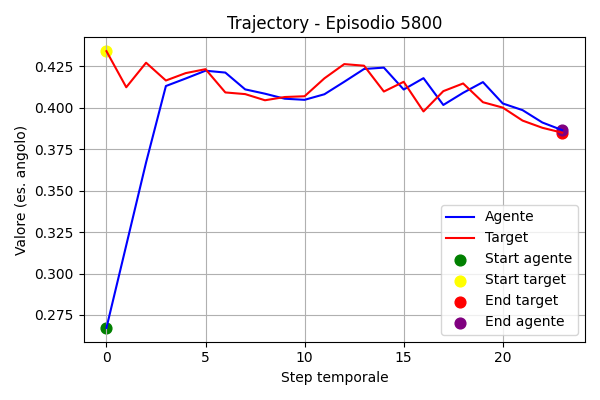 Trajectory - Episodio 5800
Valore (es. angolo)
0.425
0.400
0.375
0.350
0.325
0.300
0.275
0
5
10
15
20
Step temporale
Agente
Target
Start agente
Start target
End target
End agente